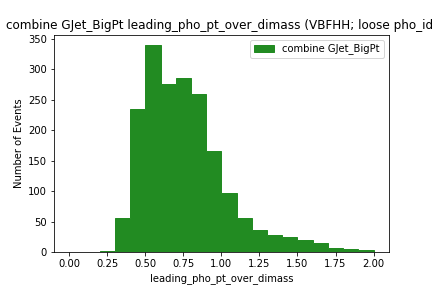 combine GJet_BigPt leading_pho_pt_over_dimass (VBFHH; loose pho_id
combine GJet_BigPt
350
300
250
200
150
100
50
0
Number of Events
0.00 0.25 0.50 0.75 1.00 1.25 1.50 1.75 2.00
leading_pho_pt_over_dimass